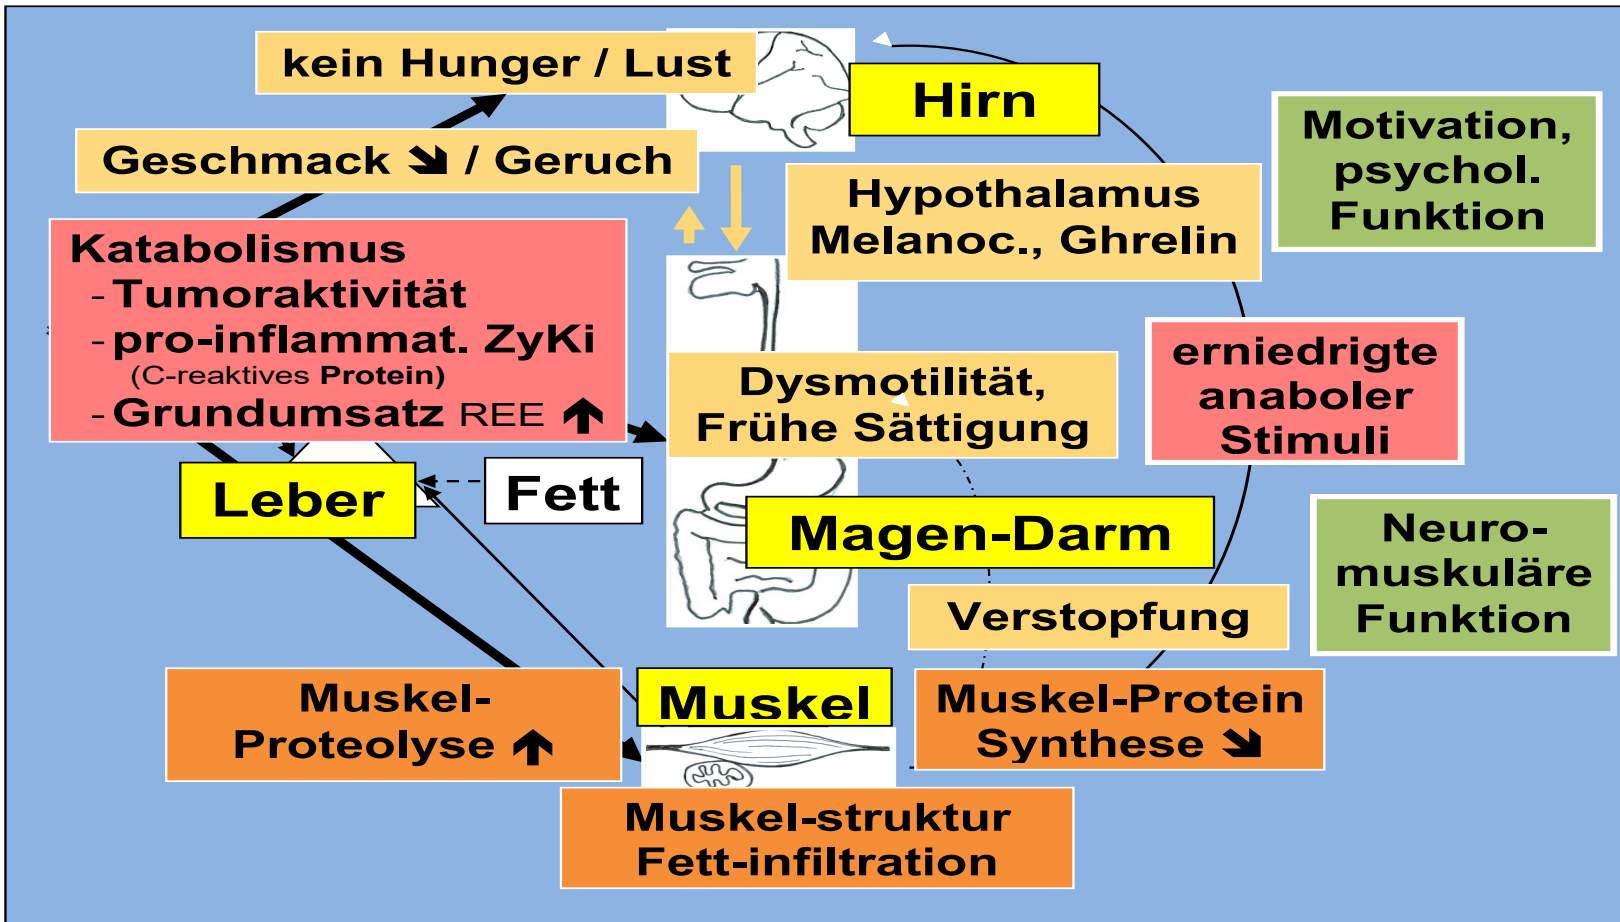 kein Hunger / Lust
Hirn
Geschmack ⬊ / Geruch
Motivation,
psychol.
Funktion
Hypothalamus
Melanoc., Ghrelin
Katabolismus
- Tumoraktivität
- pro-inflammat. ZyKi
(C-reaktives Protein)
- Grundumsatz REE ⬆
erniedrigte
anaboler
Stimuli
Dysmotilität,
Frühe Sättigung
Leber
Fett
Magen-Darm
Neuro-
muskuläre
Funktion
Verstopfung
Muskel-
Proteolyse ⬆
Muskel
Muskel-Protein
Synthese ⬊
Muskel-struktur
Fett-infiltration